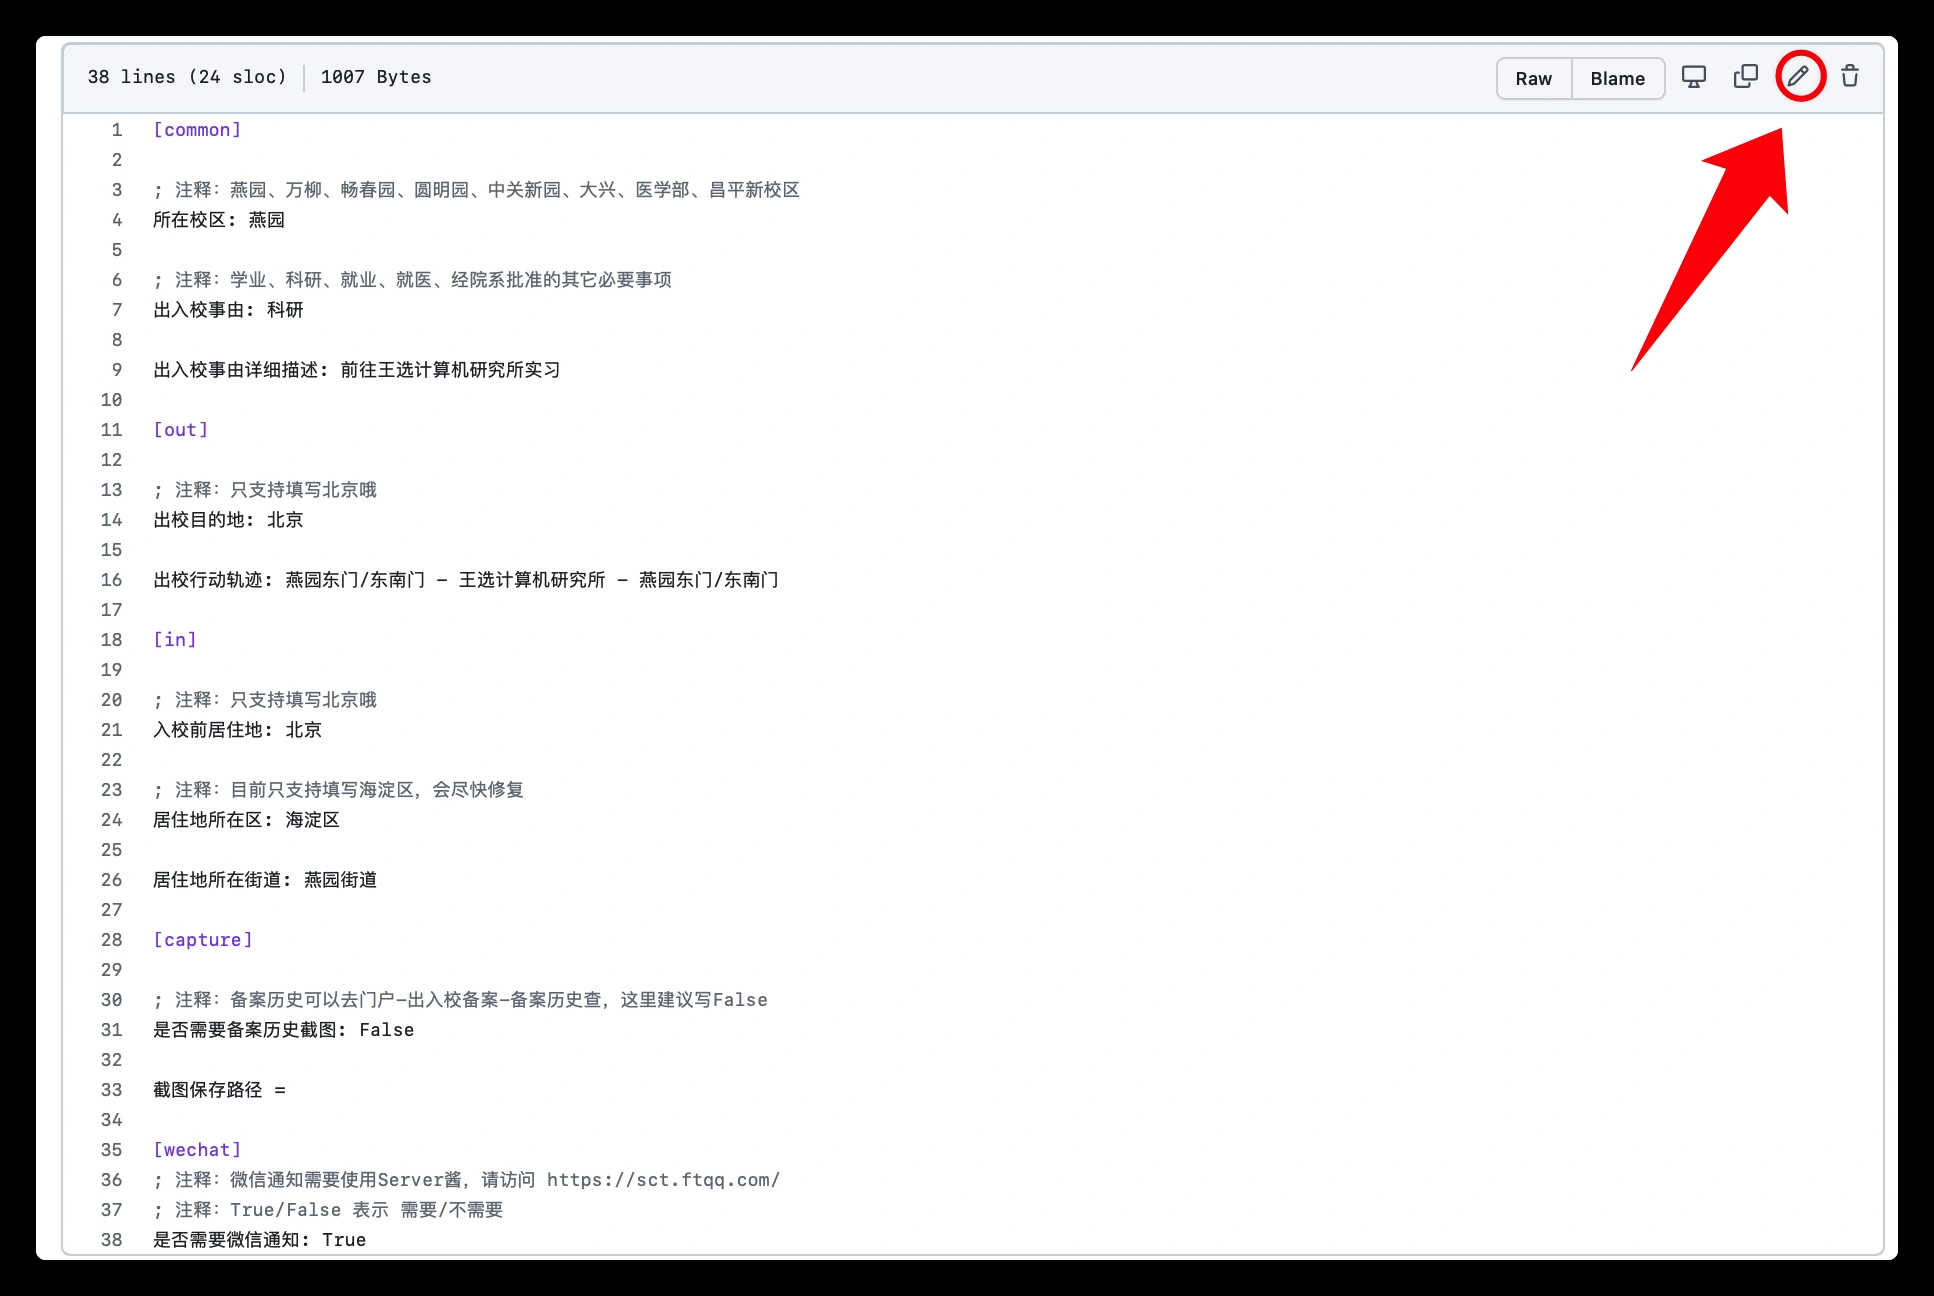 38 lines (24 sloc) 1007 Bytes Raw Blame
1 [common]
2
3 ; 注释：燕园、万柳、畅春园、圆明园、中关新园、大兴、医学部、昌平新校区
4 所在校区: 燕园
5
6 ; 注释：学业、科研、就业、就医、经院系批准的其它必要事项
7 出入校事由: 科研
8
9 出入校事由详细描述: 前往王选计算机研究所实习
10
11 [out]
12
13 ; 注释：只支持填写北京哦
14 出校目的地: 北京
15
16 出校行动轨迹: 燕园东门/东南门 - 王选计算机研究所 - 燕园东门/东南门
17
18 [in]
19
20 ; 注释：只支持填写北京哦
21 入校前居住地: 北京
22
23 ; 注释：目前只支持填写海淀区，会尽快修复
24 居住地所在区: 海淀区
25
26 居住地所在街道: 燕园街道
27
28 [capture]
29
30 ; 注释：备案历史可以去门户-出入校备案-备案历史查，这里建议写False
31 是否需要备案历史截图: False
32
33 截图保存路径 =
34
35 [wechat]
36 ; 注释：微信通知需要使用Server酱，请访问 https://sct.ftqq.com/
37 ; 注释：True/False 表示 需要/不需要
38 是否需要微信通知: True